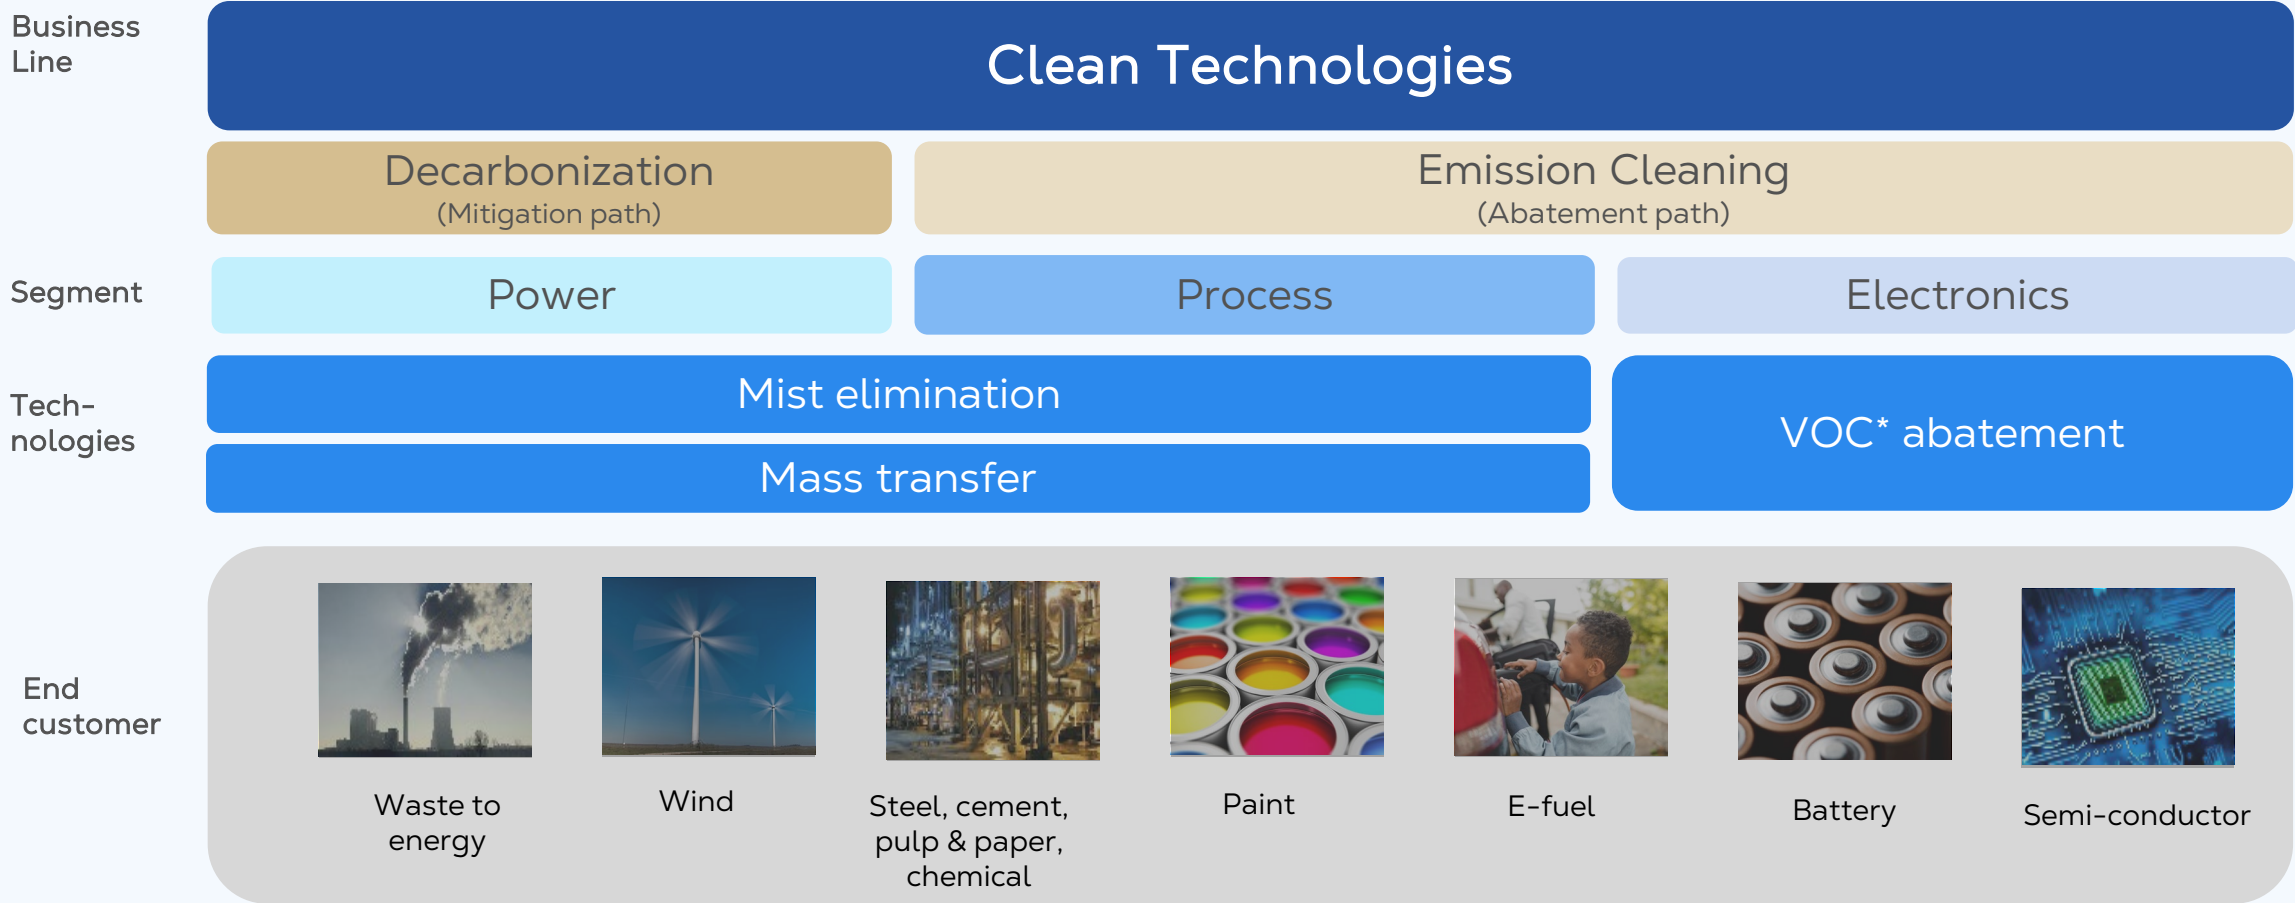 Business
Line
Clean Technologies
Decarbonization
(Mitigation path)
Emission Cleaning
(Abatement path)
Segment
Power
Process
Electronics
Tech-
nologies
Mist elimination
Mass transfer
VOC* abatement
End
customer
Waste to
energy
Wind
Steel, cement,
pulp & paper,
chemical
Paint
E-fuel
Battery
Semi-conductor